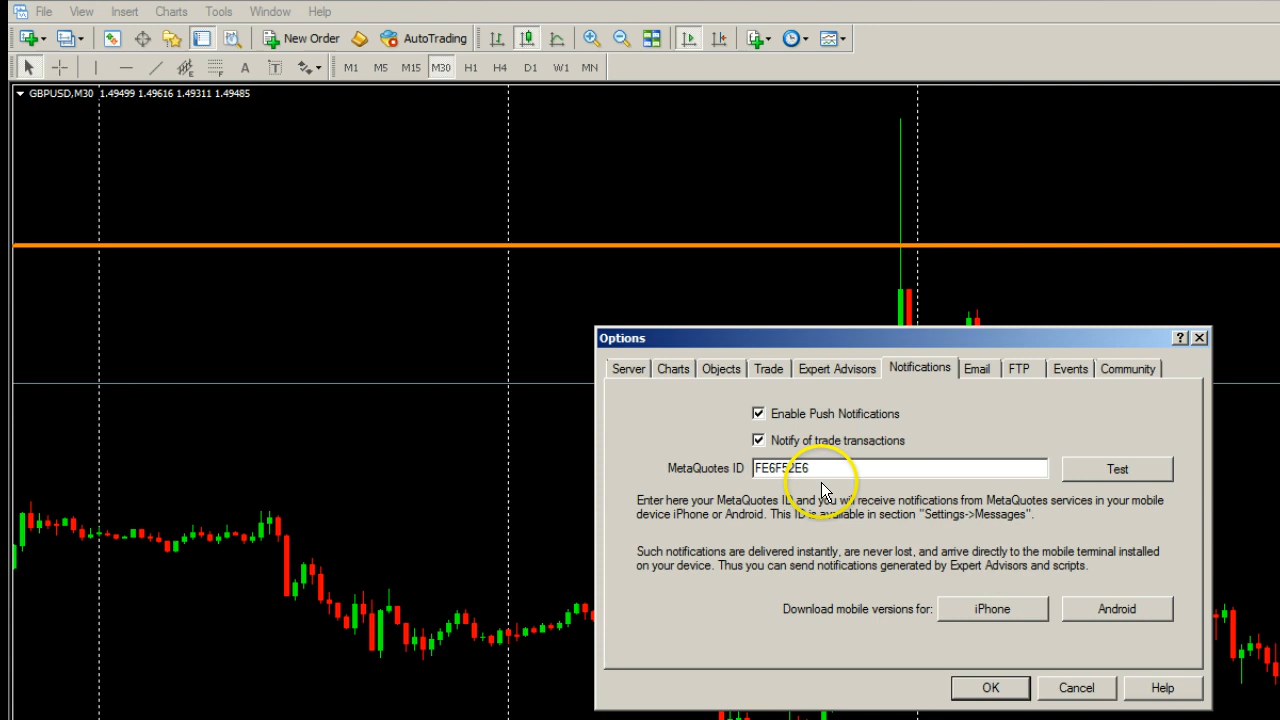 File View Insert Charts Tools Window Help
New Order AutoTrading
A T M1 M5 M15 M30 H1 H4 D1 W1 MN
GBPUSD,M30 1.49499 1.49616 1.49311 1.49485
Options
Server Charts Objects Trade Expert Advisors Notifications Email FTP Events Community
Enable Push Notifications
Notify of trade transactions
MetaQuotes ID FE6F52E6 Test
Enter here your MetaQuotes ID and you will receive notifications from MetaQuotes services in your mobile
device iPhone or Android. This ID is available in section "Settings->Messages".
Such notifications are delivered instantly, are never lost, and arrive directly to the mobile terminal installed
on your device. Thus you can send notifications generated by Expert Advisors and scripts.
Download mobile versions for: iPhone Android
OK Cancel Help